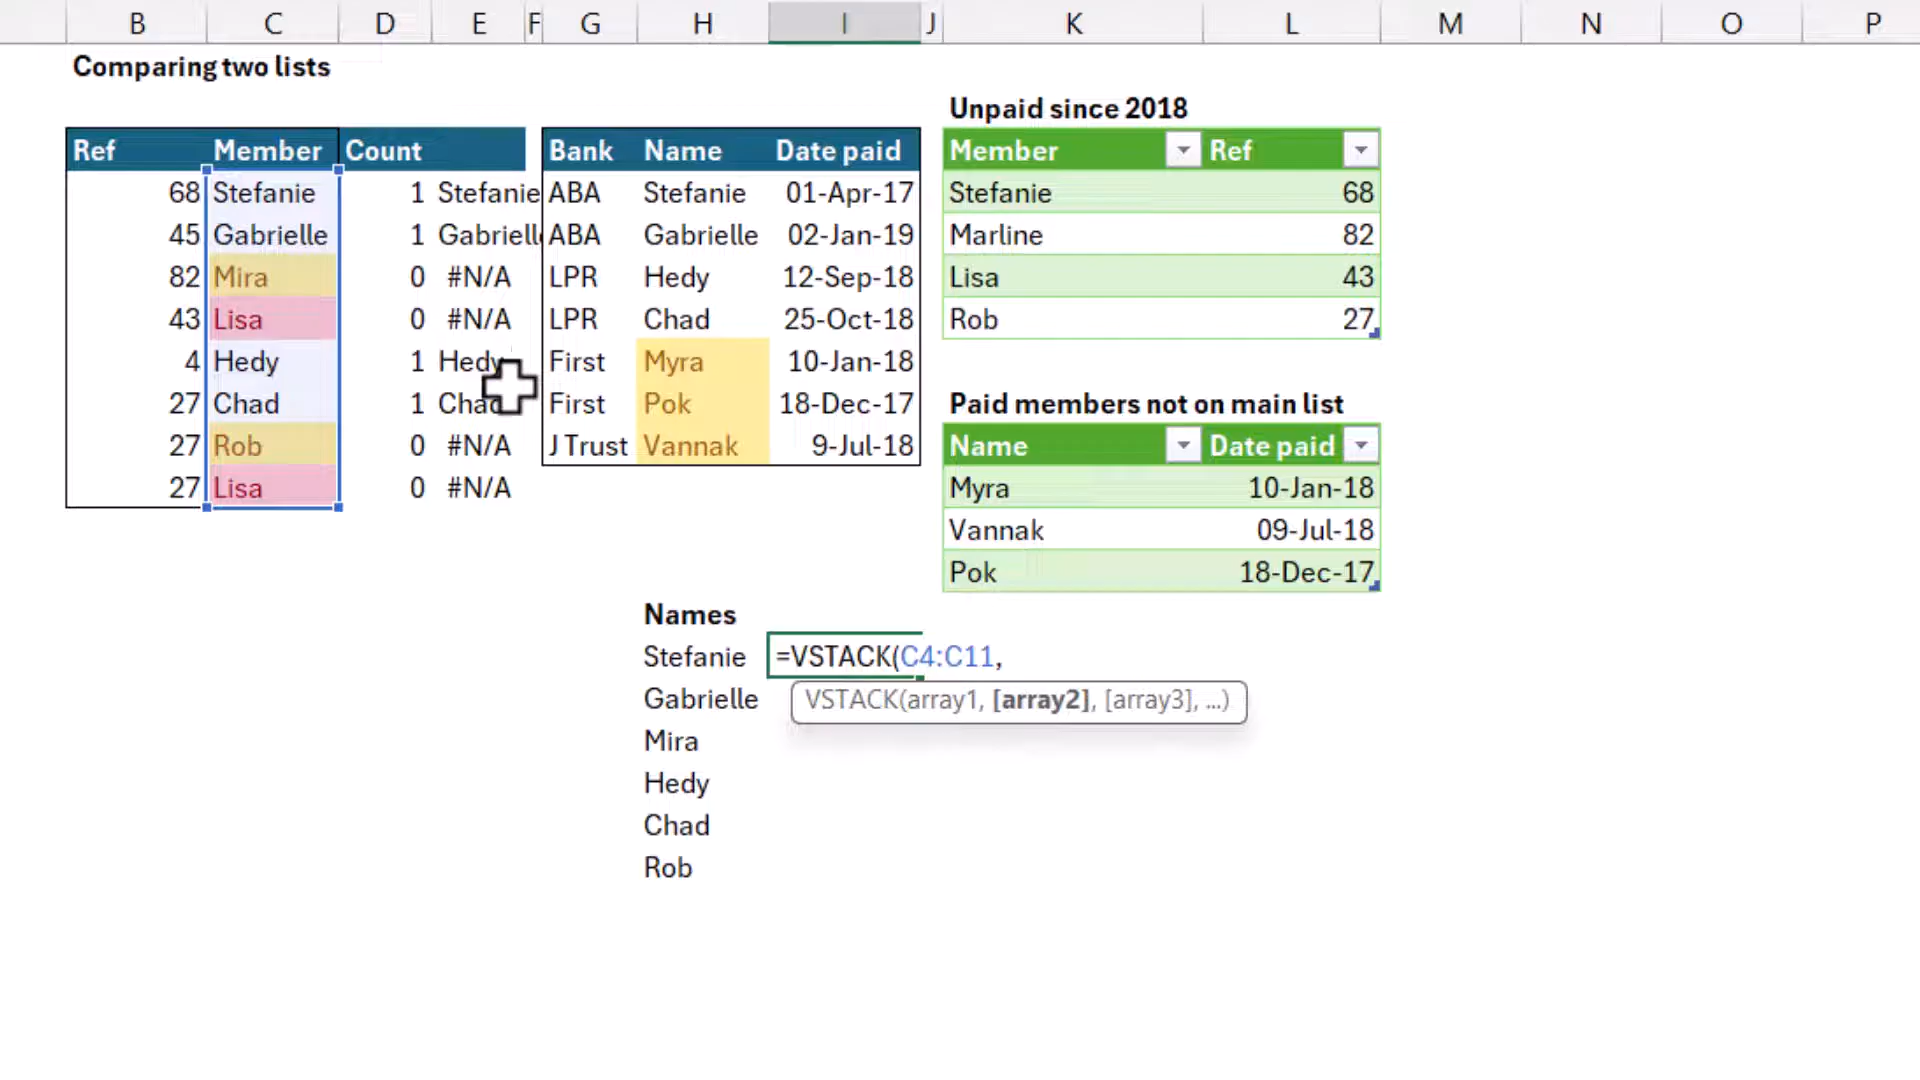 B C D E F G H I J K L M N O P
Comparing two lists
Unpaid since 2018
Ref Member Count Bank Name Date paid Member Ref
68 Stefanie 1 Stefanie ABA Stefanie 01-Apr-17 Stefanie 68
45 Gabrielle 1 Gabriell ABA Gabrielle 02-Jan-19 Marline 82
82 Mira 0 #N/A LPR Hedy 12-Sep-18 Lisa 43
43 Lisa 0 #N/A LPR Chad 25-Oct-18 Rob 27
4 Hedy 1 Hedy First Myra 10-Jan-18
27 Chad 1 Chad First Pok 18-Dec-17 Paid members not on main list
27 Rob 0 #N/A J Trust Vannak 9-Jul-18 Name Date paid
27 Lisa 0 #N/A Myra 10-Jan-18
Vannak 09-Jul-18
Pok 18-Dec-17
Names
Stefanie =VSTACK(C4:C11,
Gabrielle VSTACK(array1, [array2], [array3], ...)
Mira
Hedy
Chad
Rob